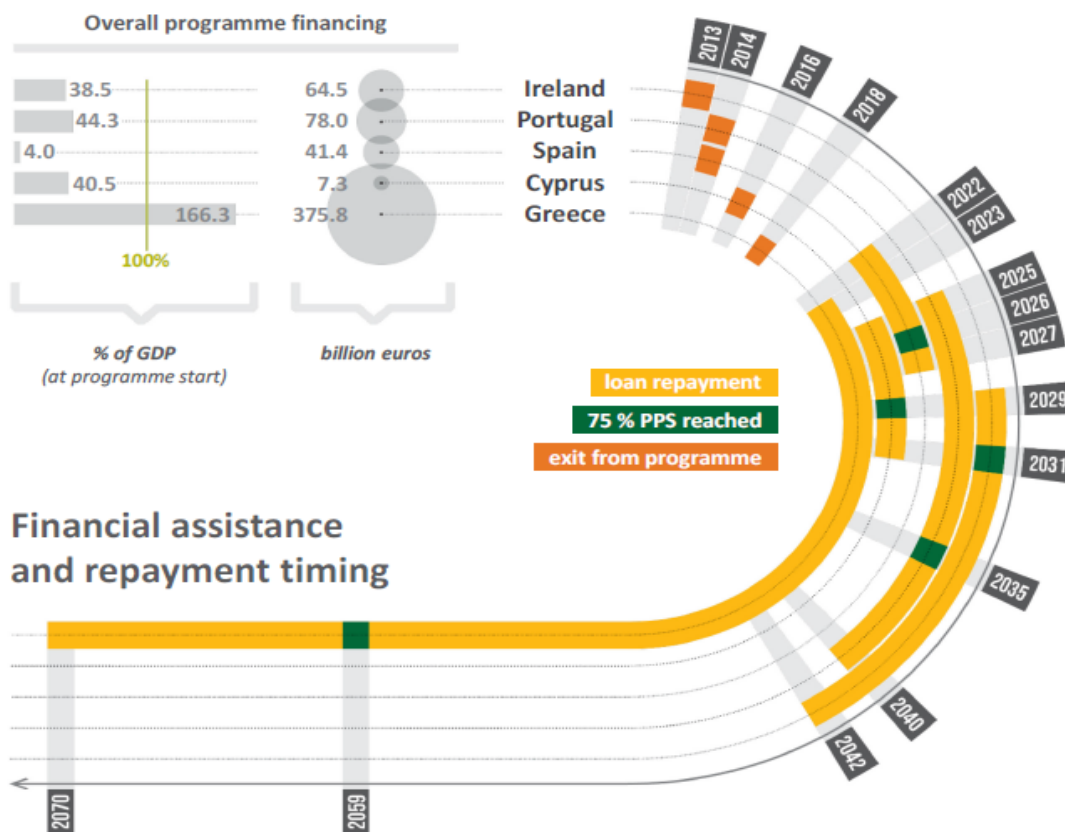 Overall programme financing
38.5
44.3
4.0
40.5
166.3
100%
% of GDP
(at programme start)
64.5
78.0
41.4
7.3
375.8
billion euros
Ireland
Portugal
Spain
Cyprus
Greece
2013
2014
2016
2018
2022
2023
2025
2026
2027
2029
2031
2035
2040
2042
2059
2070
loan repayment
75 % PPS reached
exit from programme
Financial assistance
and repayment timing